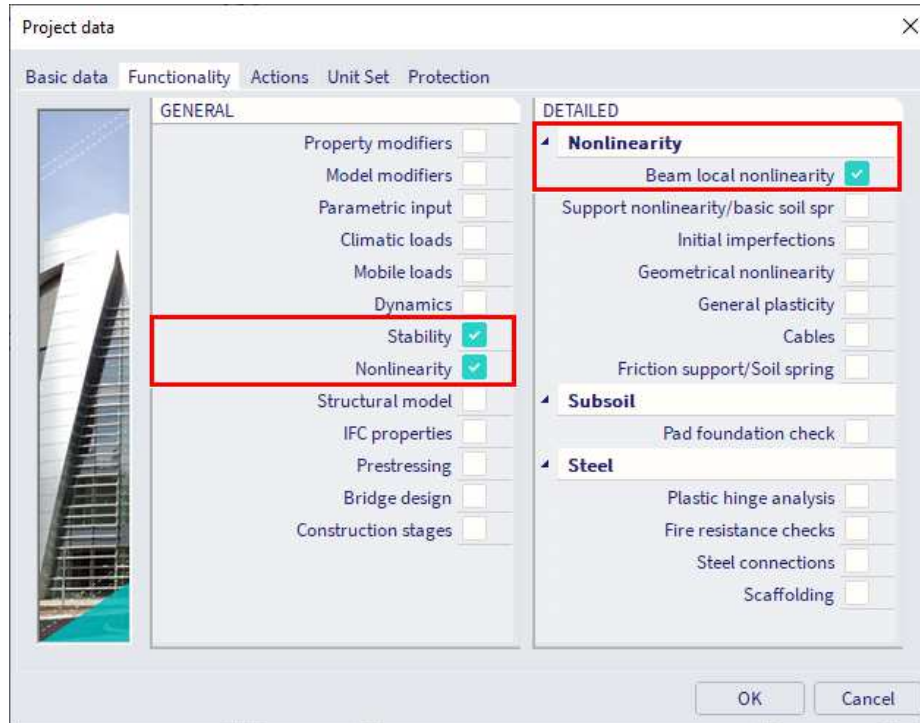 Project data
Basic data Functionality Actions Unit Set Protection
GENERAL
Property modifiers
Model modifiers
Parametric input
Climatic loads
Mobile loads
Dynamics
Stability
Nonlinearity
Structural model
IFC properties
Prestressing
Bridge design
Construction stages
DETAILED
Nonlinearity
Beam local nonlinearity
Support nonlinearity/basic soil spr
Initial imperfections
Geometrical nonlinearity
General plasticity
Cables
Friction support/Soil spring
Subsoil
Pad foundation check
Steel
Plastic hinge analysis
Fire resistance checks
Steel connections
Scaffolding
OK Cancel